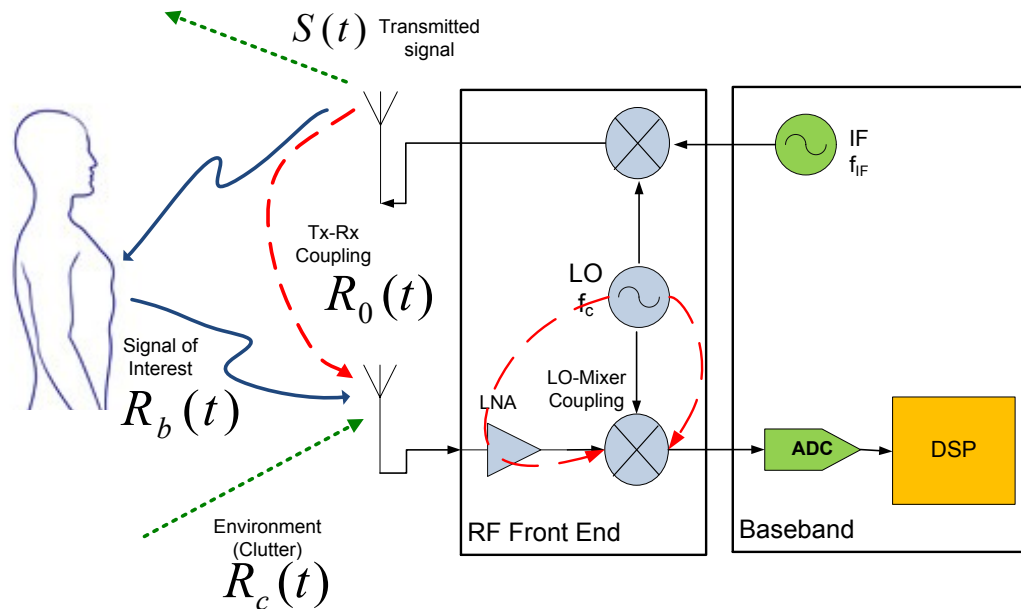 S(t) Transmitted
signal
IF
f_IF
Tx-Rx
Coupling
R_0(t)
LO
f_c
Signal of
Interest
R_b(t)
LO-Mixer
Coupling
LNA
ADC
DSP
Environment
(Clutter)
R_c(t)
RF Front End
Baseband